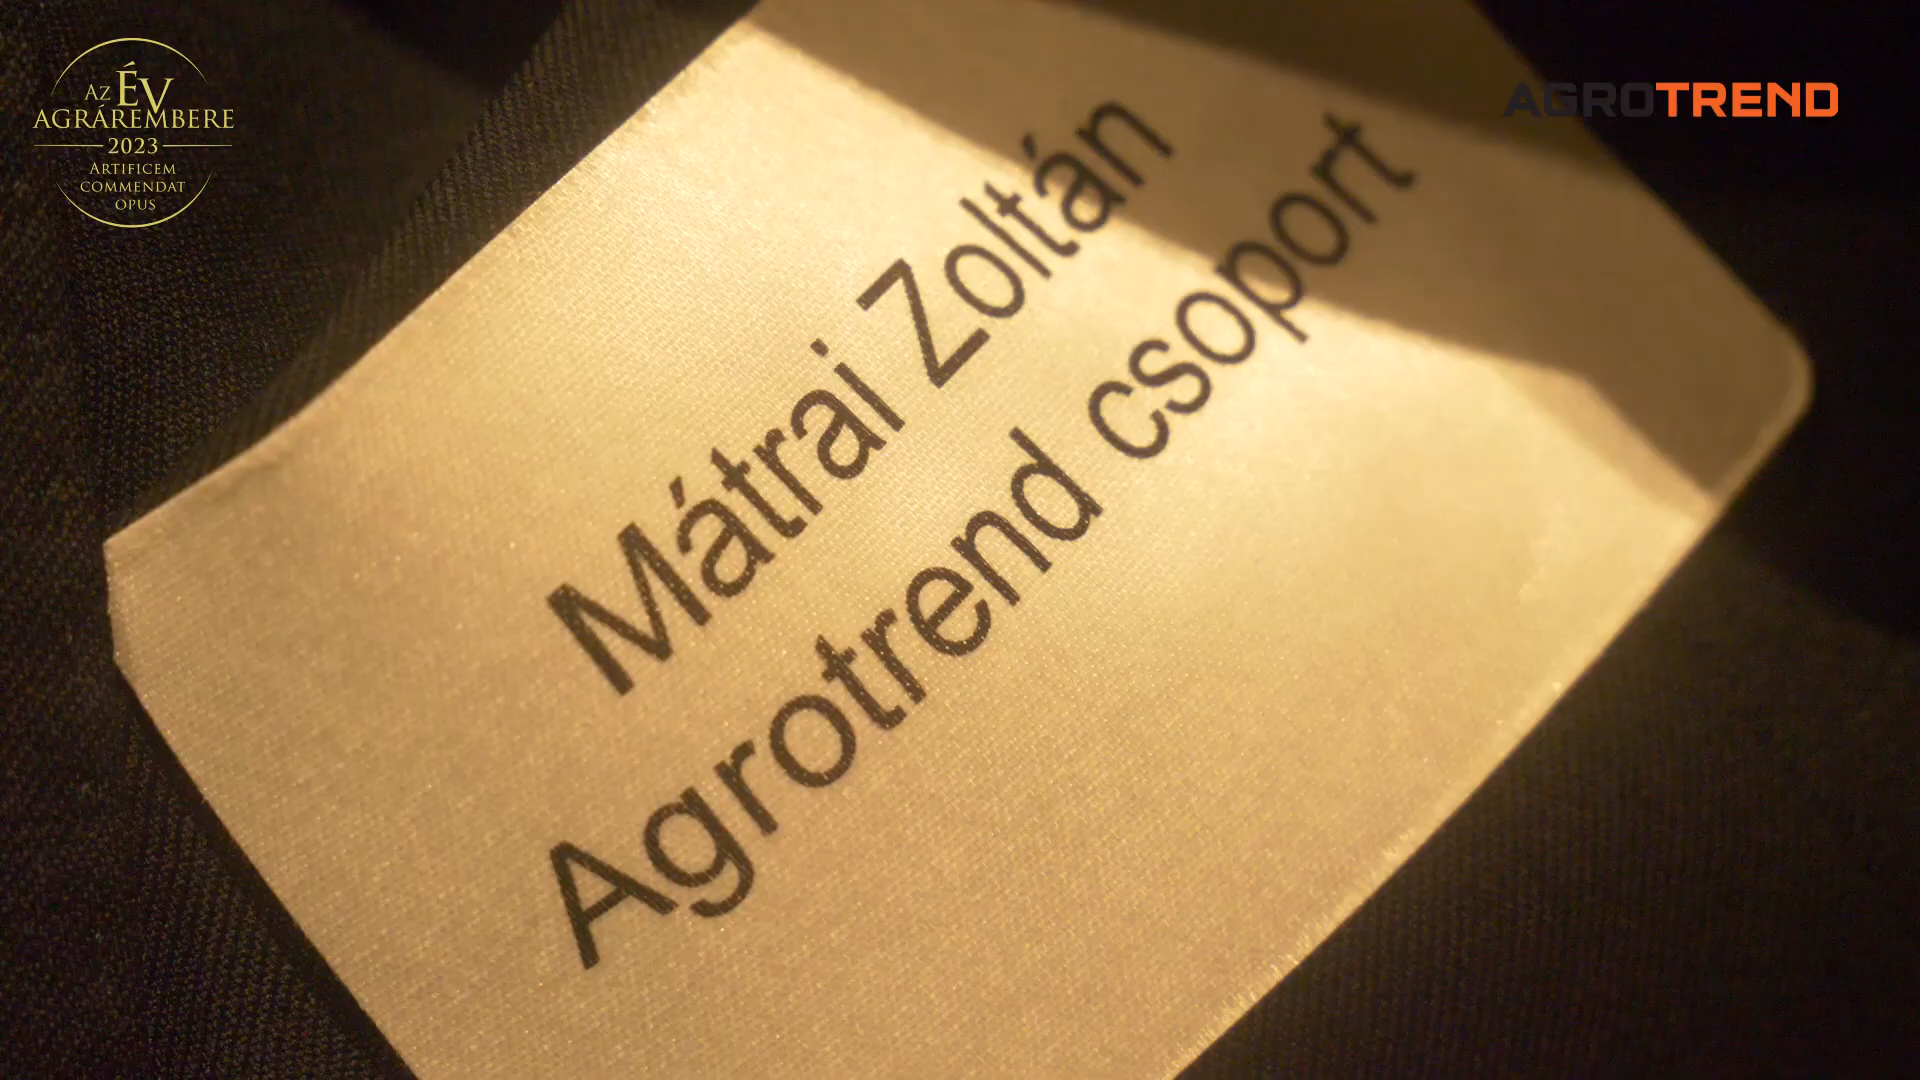 Az Év
AGRÁREMBERE
2023
ARTIFICEM
COMMENDAT
OPUS
AGROTREND
Mátrai Zoltán
Agrotrend csoport